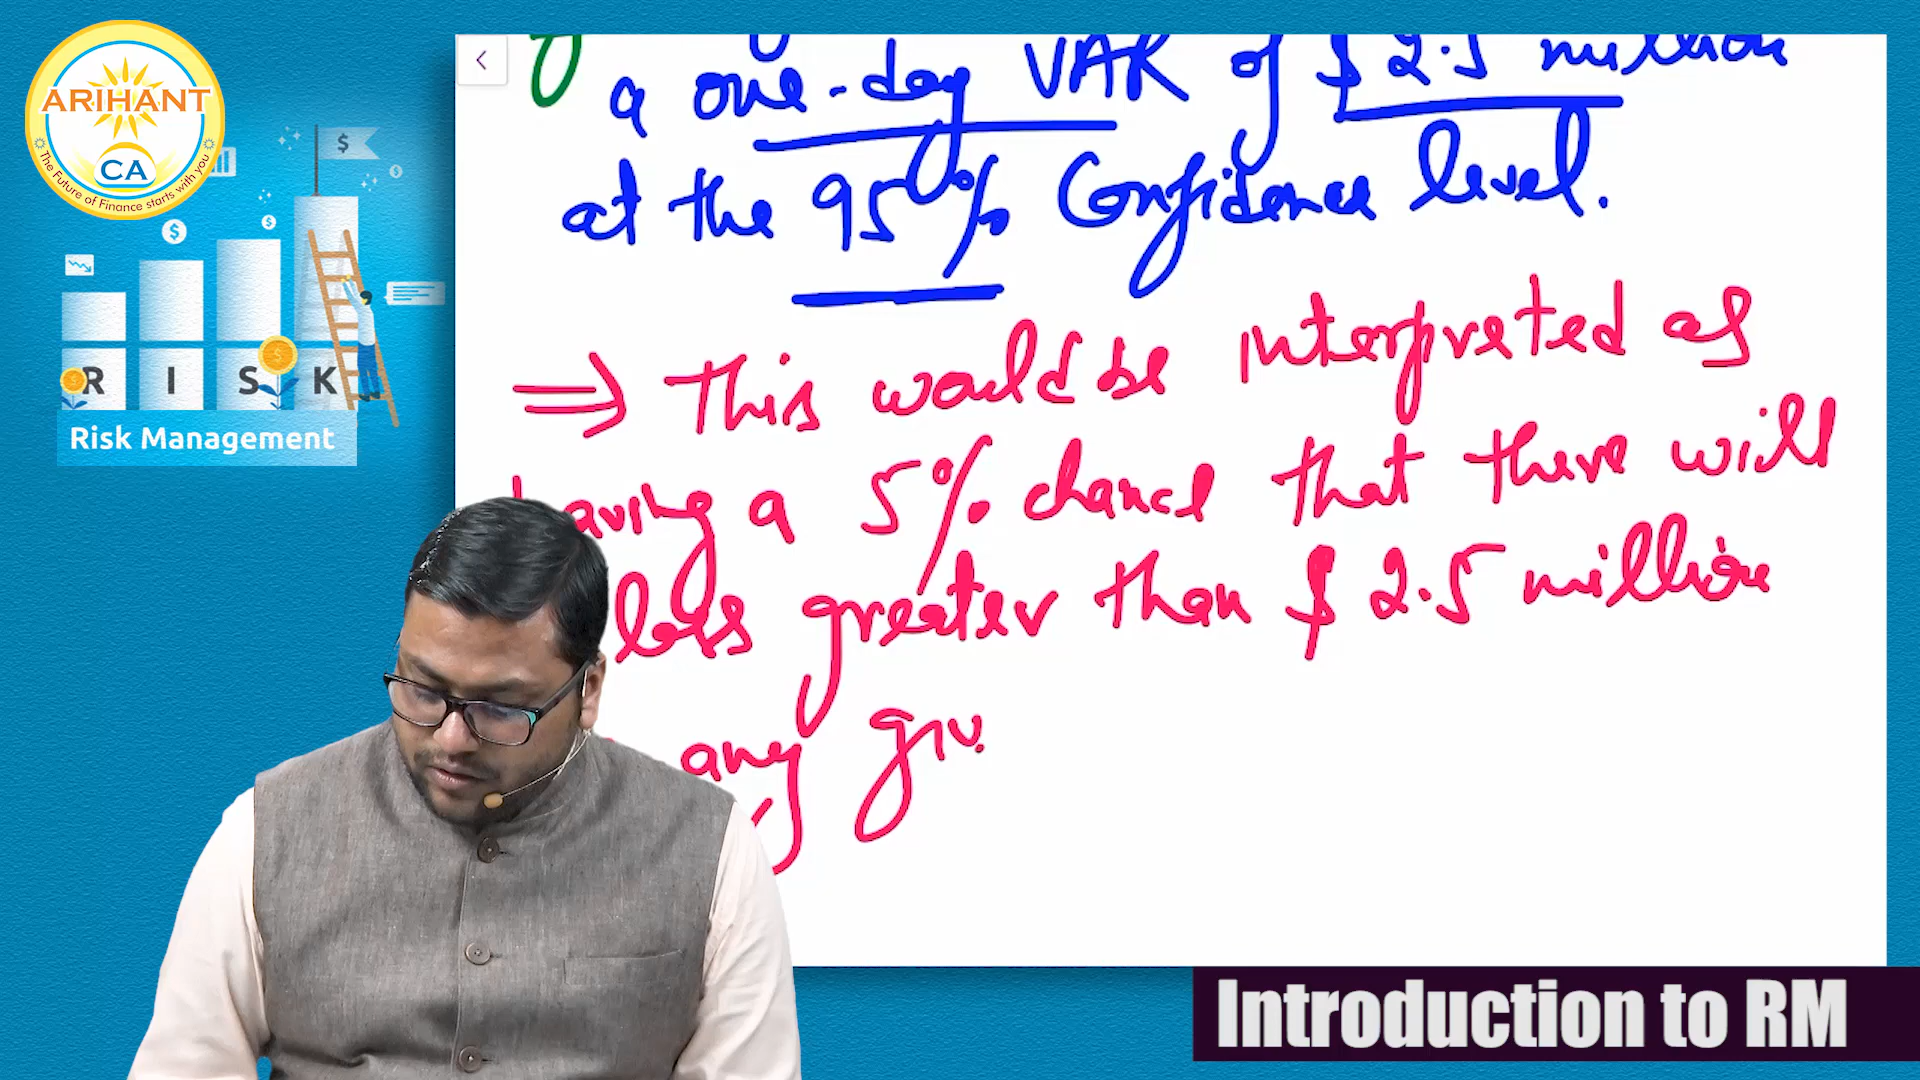 ARIHANT
CA
The Future of Finance starts with you
$
$
$
$
$
$
R I S K
Risk Management
a one-day VAR of $ 2.5 million
at the 95% Confidence level.
⇒ This would be interpreted as
having a 5% chance that there will
loss greater than $ 2.5 million
any giv
Introduction to RM